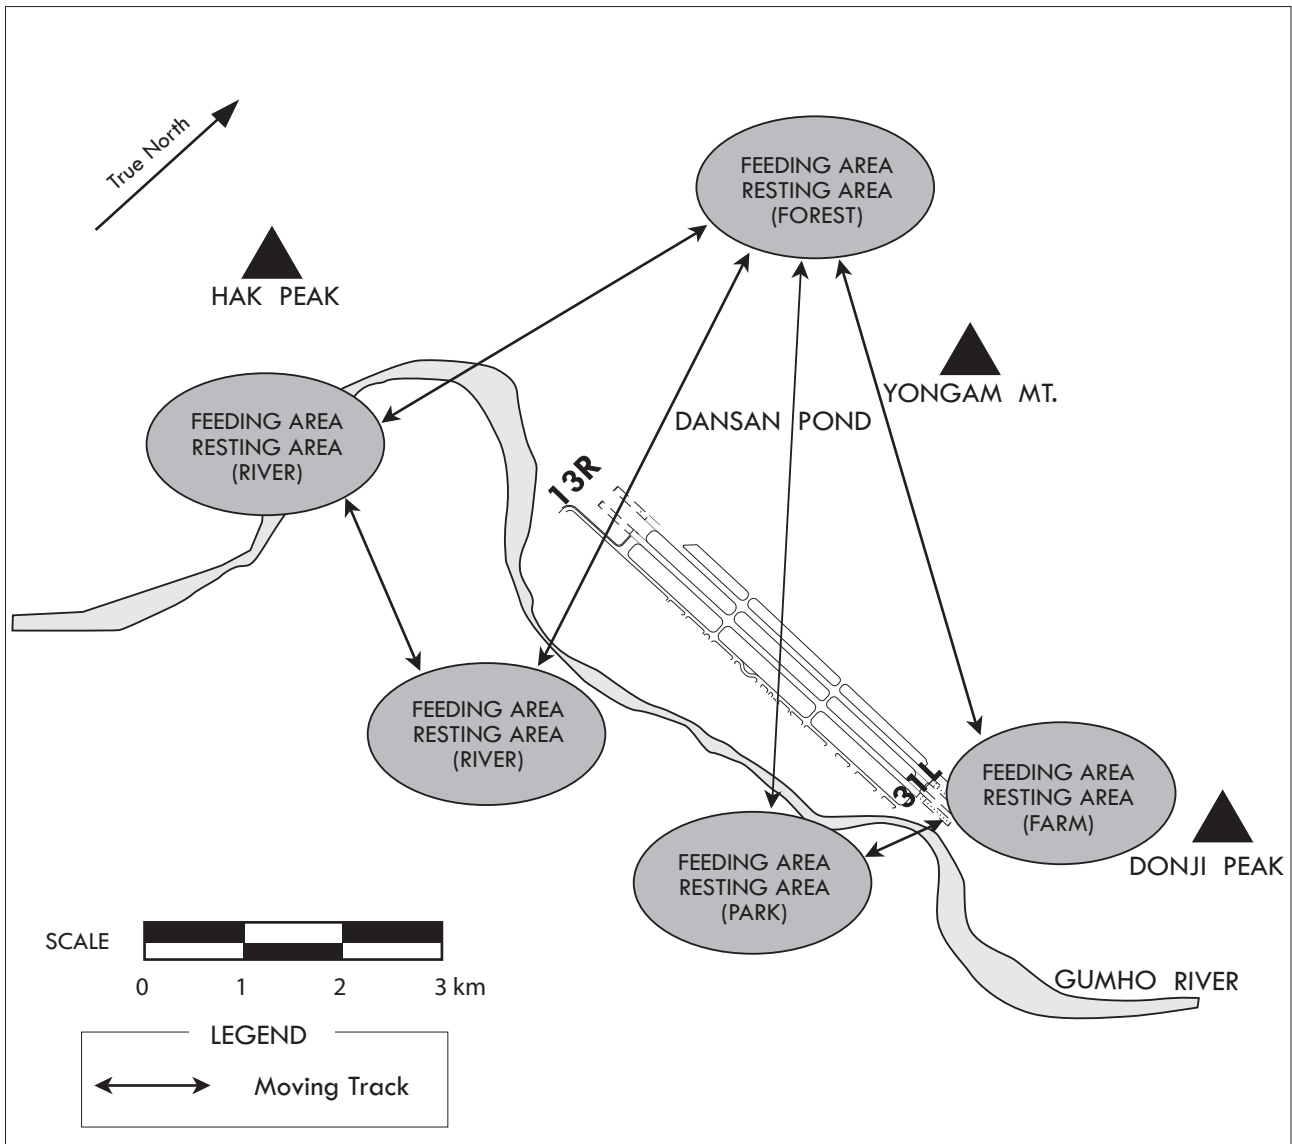 True North
FEEDING AREA
RESTING AREA
(FOREST)
HAK PEAK
YONGAM MT.
DANSAN POND
FEEDING AREA
RESTING AREA
(RIVER)
13R
FEEDING AREA
RESTING AREA
(RIVER)
31L
FEEDING AREA
RESTING AREA
(FARM)
DONJI PEAK
FEEDING AREA
RESTING AREA
(PARK)
SCALE
0 1 2 3 km
GUMHO RIVER
LEGEND
Moving Track